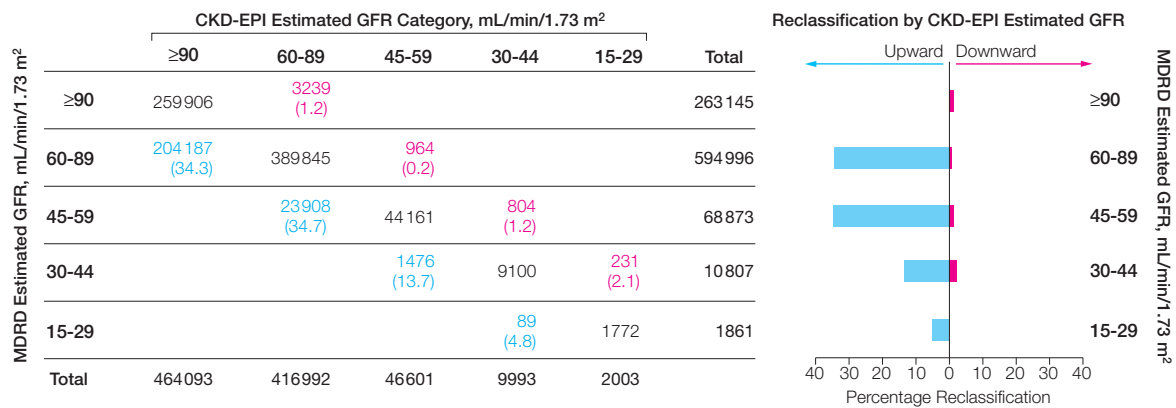 CKD-EPI Estimated GFR Category, mL/min/1.73 m²
≥90 60-89 45-59 30-44 15-29 Total
MDRD Estimated GFR, mL/min/1.73 m²
≥90 259906 3239 263145
(1.2)
60-89 204187 389845 964 594996
(34.3) (0.2)
45-59 23908 44161 804 68873
(34.7) (1.2)
30-44 1476 9100 231 10807
(13.7) (2.1)
15-29 89 1772 1861
(4.8)
Total 464093 416992 46601 9993 2003
Reclassification by CKD-EPI Estimated GFR
Upward Downward
≥90
60-89
45-59
30-44
15-29
MDRD Estimated GFR, mL/min/1.73 m²
40 30 20 10 0 10 20 30 40
Percentage Reclassification